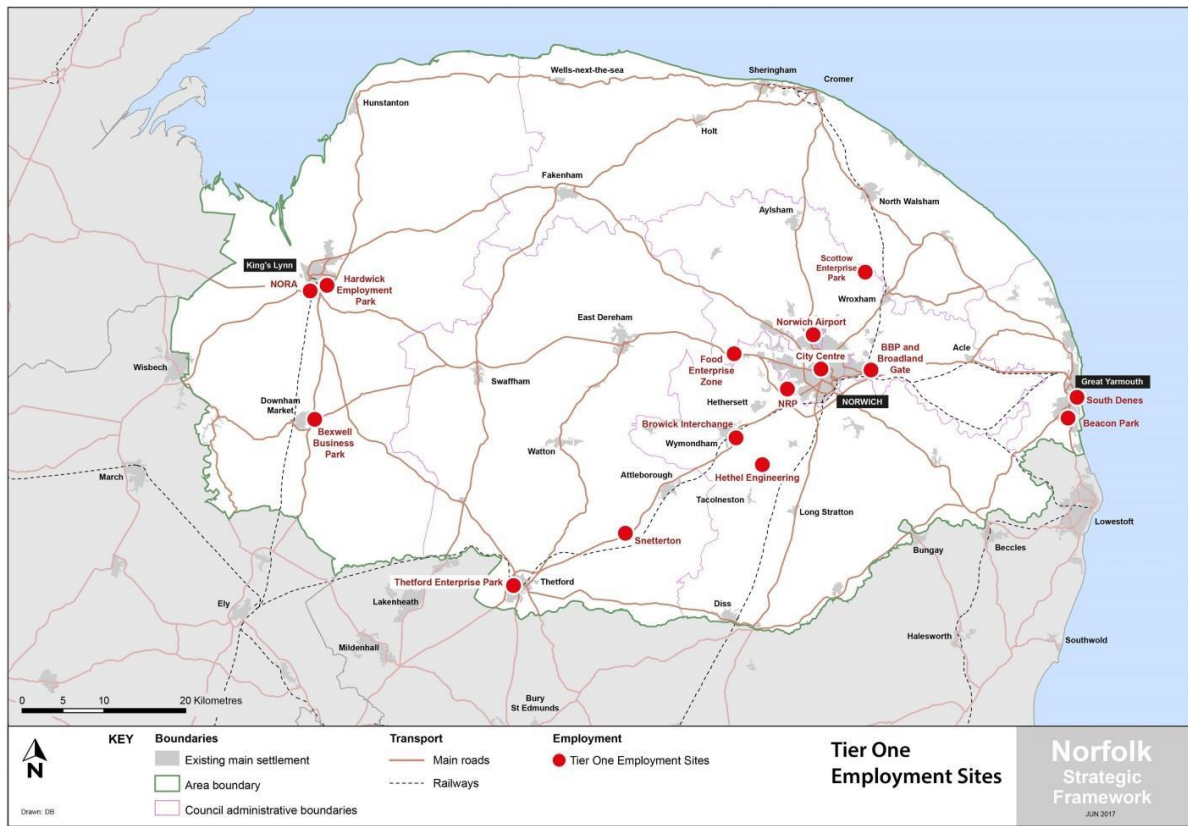 Wells-next-the-sea
Sheringham
Cromer
Hunstanton
Holt
Fakenham
North Walsham
Aylsham
King's Lynn
NORA
Hardwick
Employment
Park
Scottow
Enterprise
Park
Wroxham
East Dereham
Norwich Airport
City Centre
BBP and
Broadland
Gate
Acle
Food
Enterprise
Zone
Wisbech
Swaffham
Great Yarmouth
South Denes
Beacon Park
Hethersett
NRP
NORWICH
Downham
Market
Bexwell
Business
Park
Browick Interchange
Wymondham
Watton
Hethel Engineering
Attleborough
Tacolneston
March
Long Stratton
Lowestoft
Snetterton
Bungay
Beccles
Thetford Enterprise Park
Thetford
Ely
Lakenheath
Diss
Halesworth
Southwold
Mildenhall
Bury
St Edmunds
0 5 10 20 Kilometres
N
Drawn: DB
KEY
Boundaries
Existing main settlement
Area boundary
Council administrative boundaries
Transport
Main roads
Railways
Employment
Tier One Employment Sites
Tier One
Employment Sites
Norfolk
Strategic
Framework
JUN 2017